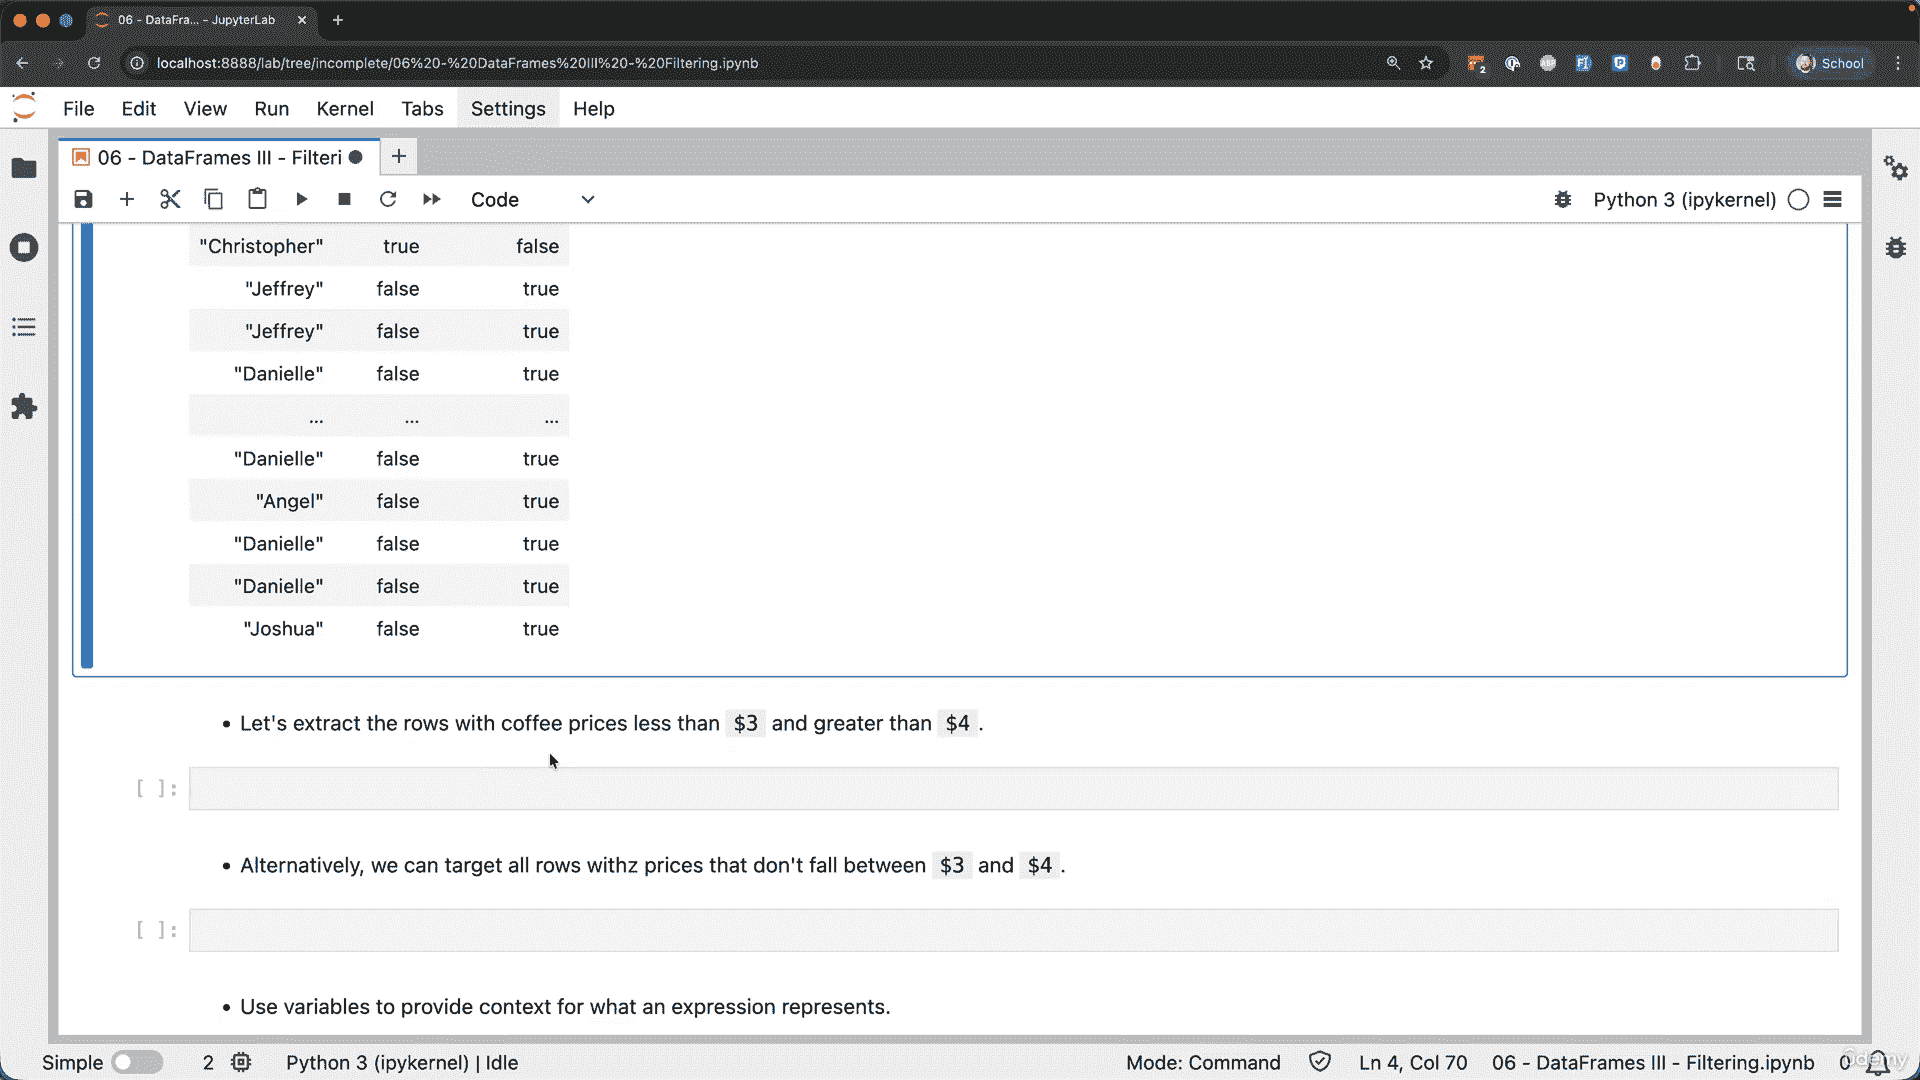 06 - DataFra... - JupyterLab
localhost:8888/lab/tree/incomplete/06%20-%20DataFrames%20III%20-%20Filtering.ipynb
2
ABP
School
File Edit View Run Kernel Tabs Settings Help
06 - DataFrames III - Filteri
Code
Python 3 (ipykernel)
"Christopher" true false
"Jeffrey" false true
"Jeffrey" false true
"Danielle" false true
... ... ...
"Danielle" false true
"Angel" false true
"Danielle" false true
"Danielle" false true
"Joshua" false true
• Let's extract the rows with coffee prices less than $3 and greater than $4.
[ ]:
• Alternatively, we can target all rows withz prices that don't fall between $3 and $4.
[ ]:
• Use variables to provide context for what an expression represents.
Simple 2 Python 3 (ipykernel) | Idle Mode: Command Ln 4, Col 70 06 - DataFrames III - Filtering.ipynb 0
ûdemy